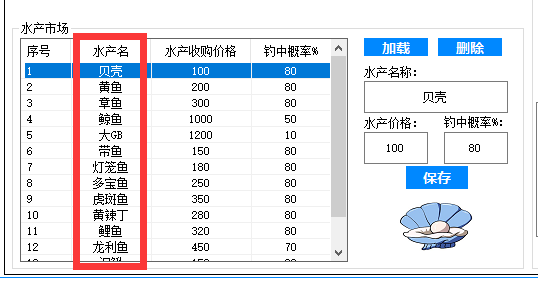 水产市场
序号 水产名 水产收购价格 钓中概率%
1 贝壳 100 80
2 黄鱼 200 80
3 章鱼 300 80
4 鲸鱼 1000 50
5 大GB 1200 10
6 带鱼 150 80
7 灯笼鱼 180 80
8 多宝鱼 250 80
9 虎斑鱼 350 80
10 黄辣丁 280 80
11 鲤鱼 320 80
12 龙利鱼 450 70
加载 删除
水产名称:
贝壳
水产价格: 钓中概率%:
100 80
保存